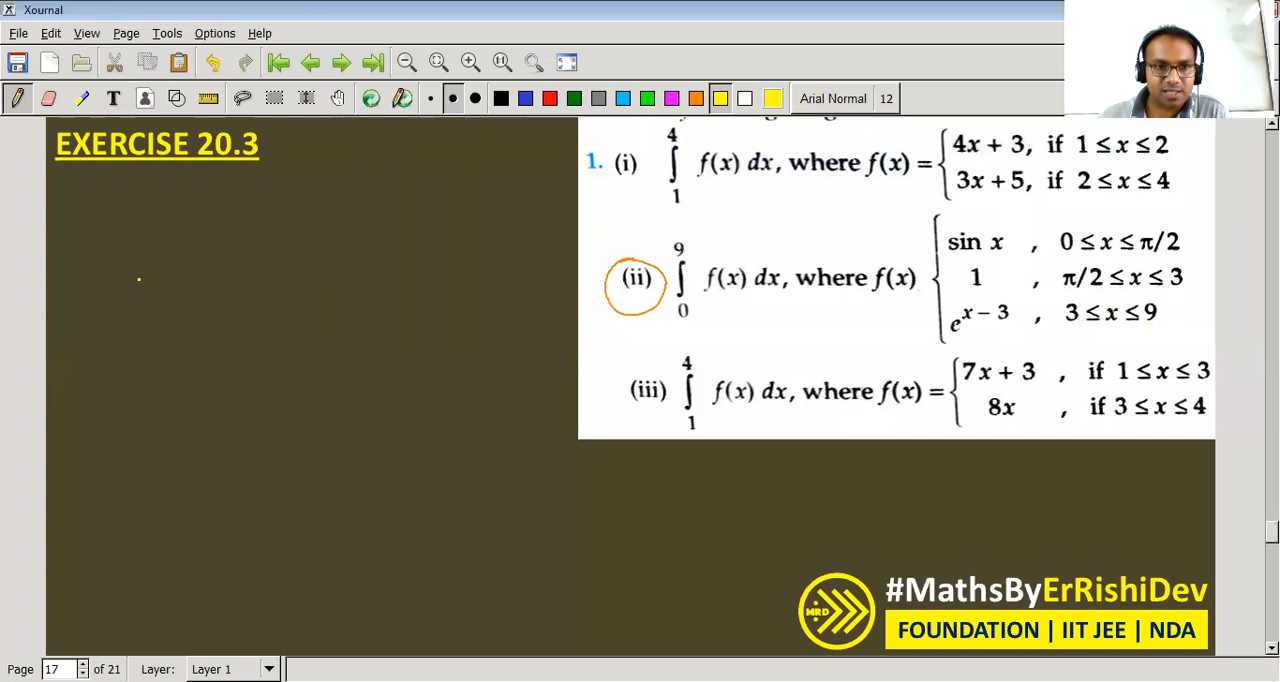 Xournal
File Edit View Page Tools Options Help
T Arial Normal 12
EXERCISE 20.3
1. (i) ∫₁⁴ f(x) dx, where f(x) = { 4x + 3, if 1 ≤ x ≤ 2
3x + 5, if 2 ≤ x ≤ 4
(ii) ∫₀⁹ f(x) dx, where f(x) { sin x , 0 ≤ x ≤ π/2
1 , π/2 ≤ x ≤ 3
e^{x − 3} , 3 ≤ x ≤ 9
(iii) ∫₁⁴ f(x) dx, where f(x) = { 7x + 3 , if 1 ≤ x ≤ 3
8x , if 3 ≤ x ≤ 4
MRD
#MathsByErRishiDev
FOUNDATION | IIT JEE | NDA
Page 17 of 21 Layer: Layer 1